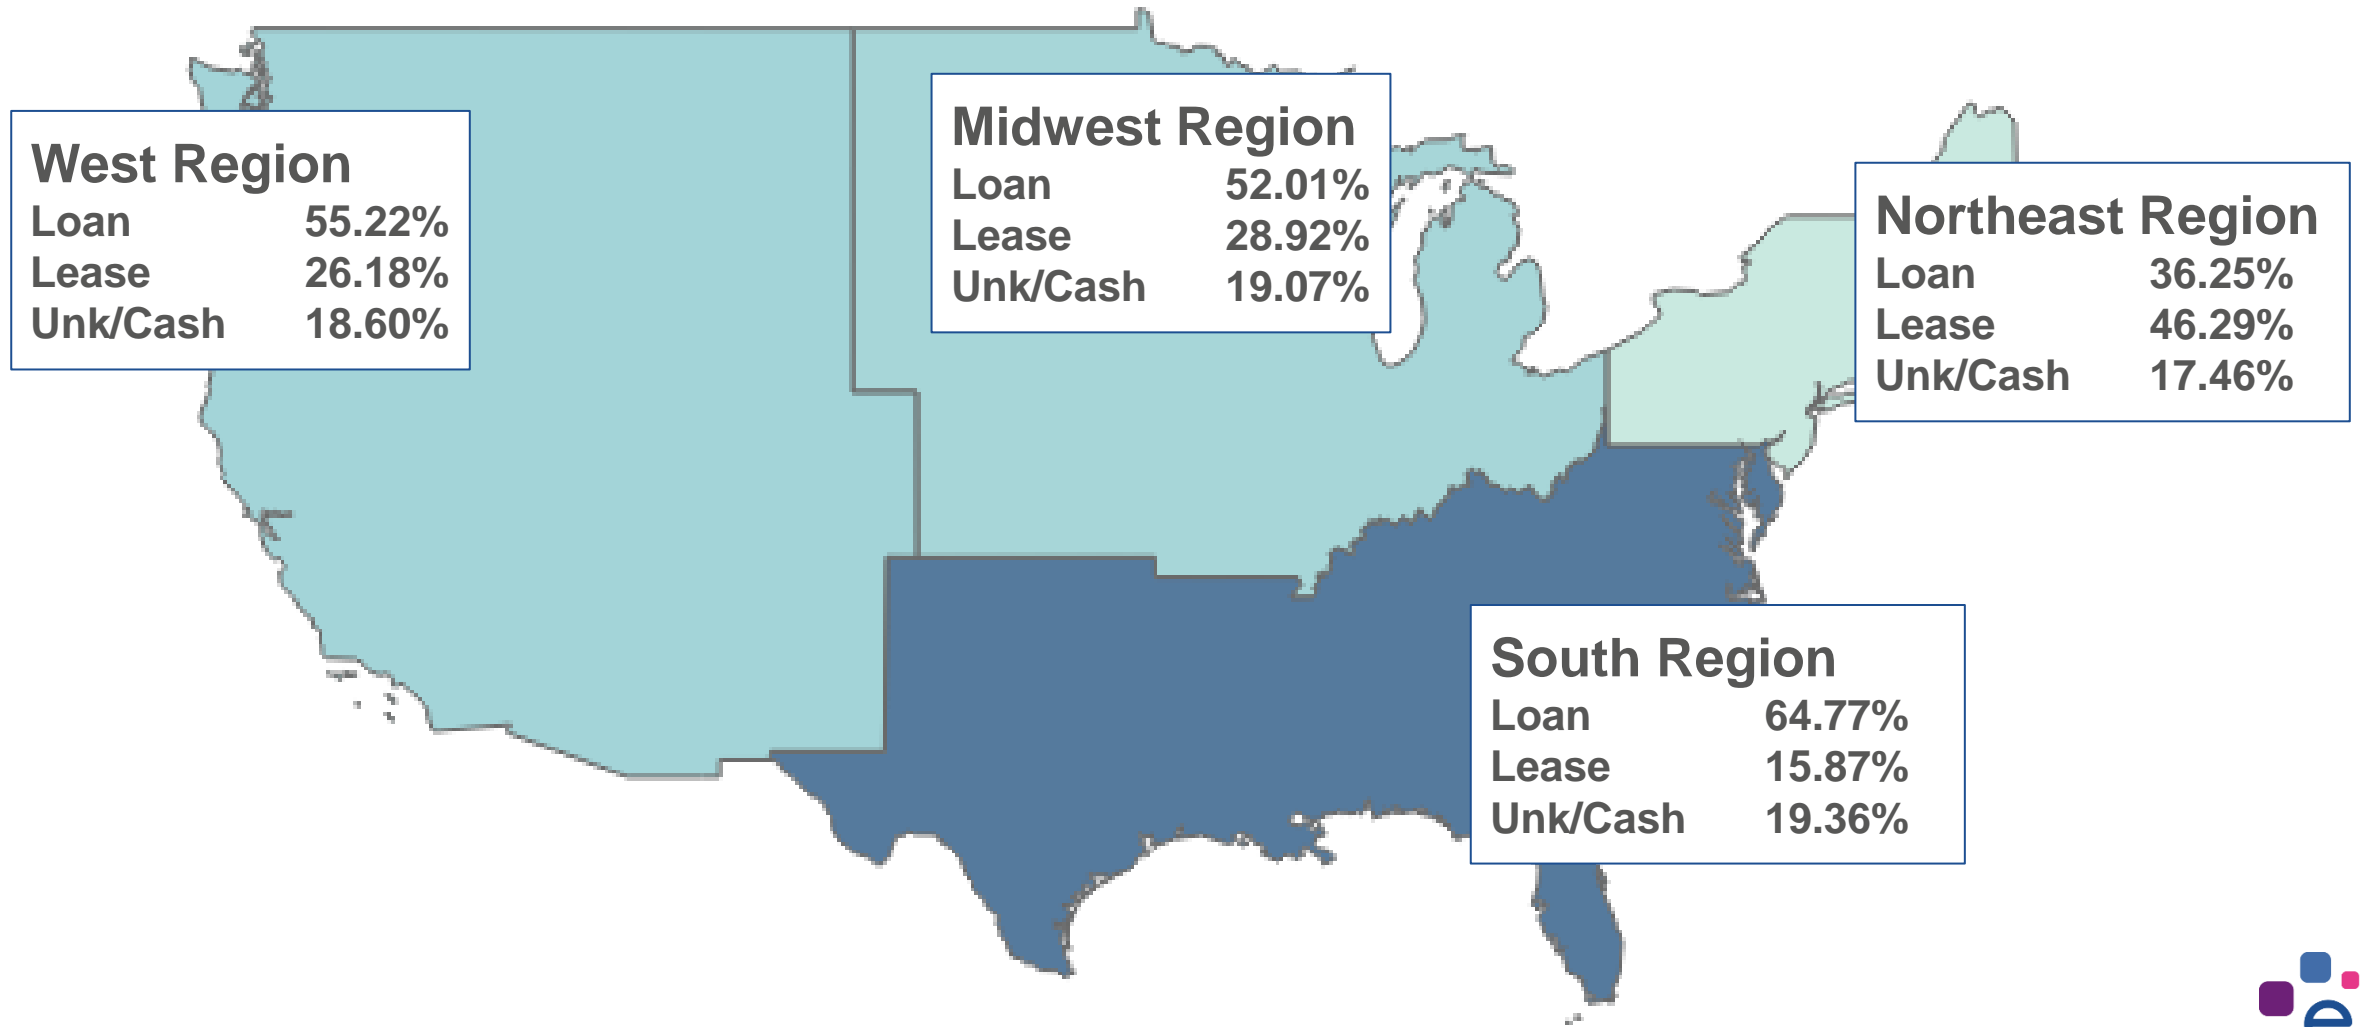 West Region
Loan 55.22%
Lease 26.18%
Unk/Cash 18.60%
Midwest Region
Loan 52.01%
Lease 28.92%
Unk/Cash 19.07%
Northeast Region
Loan 36.25%
Lease 46.29%
Unk/Cash 17.46%
South Region
Loan 64.77%
Lease 15.87%
Unk/Cash 19.36%